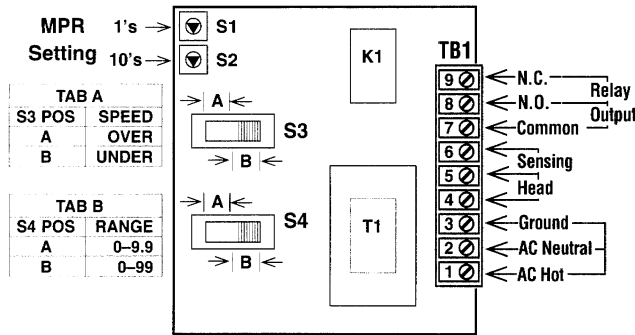 MPR Setting
1's
10's
S1
S2
K1
TB1
TAB A
S3 POS SPEED
A OVER
B UNDER
A
S3
B
TAB B
S4 POS RANGE
A 0–9.9
B 0–99
A
S4
B
T1
9 N.C.
8 N.O.
7 Common
Relay Output
6
5
4
Sensing Head
3 Ground
2 AC Neutral
1 AC Hot